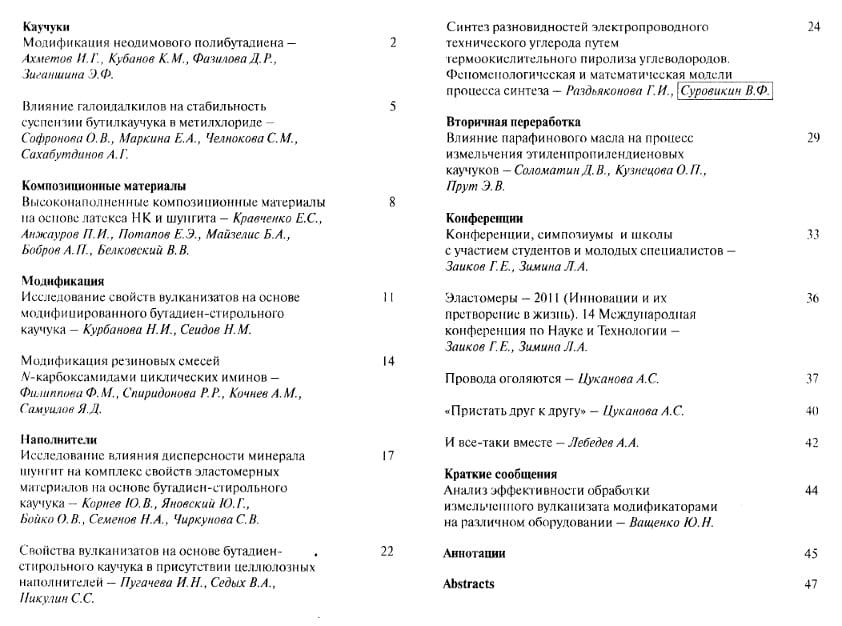 Каучуки
Модификация неодимового полибутадиена – 2
Ахметов И.Г., Кубанов К.М., Фазилова Д.Р.,
Зиганшина Э.Ф.
Влияние галоидалкилов на стабильность 5
суспензии бутилкаучука в метилхлориде –
Софронова О.В., Маркина Е.А., Челнокова С.М.,
Сахабутдинов А.Г.
Композиционные материалы
Высоконаполненные композиционные материалы 8
на основе латекса НК и шунгита – Кравченко Е.С.,
Анжауров П.И., Потапов Е.Э., Майзелис Б.А.,
Бобров А.П., Белковский В.В.
Модификация
Исследование свойств вулканизатов на основе 11
модифицированного бутадиен-стирольного
каучука – Курбанова Н.И., Сеидов Н.М.
Модификация резиновых смесей 14
N-карбоксамидами циклических иминов –
Филиппова Ф.М., Спиридонова Р.Р., Кочнев А.М.,
Самуилов Я.Д.
Наполнители
Исследование влияния дисперсности минерала 17
шунгит на комплекс свойств эластомерных
материалов на основе бутадиен-стирольного
каучука – Корнев Ю.В., Яновский Ю.Г.,
Бойко О.В., Семенов Н.А., Чиркунова С.В.
Свойства вулканизатов на основе бутадиен- 22
стирольного каучука в присутствии целлюлозных
наполнителей – Пугачева И.Н., Седых В.А.,
Никулин С.С.
Синтез разновидностей электропроводного 24
технического углерода путем
термоокислительного пиролиза углеводородов.
Феноменологическая и математическая модели
процесса синтеза – Раздьяконова Г.И., Суровикин В.Ф.
Вторичная переработка
Влияние парафинового масла на процесс 29
измельчения этиленпропилендиеновых
каучуков – Соломатин Д.В., Кузнецова О.П.,
Прут Э.В.
Конференции
Конференции, симпозиумы и школы 33
с участием студентов и молодых специалистов –
Заиков Г.Е., Зимина Л.А.
Эластомеры – 2011 (Инновации и их 36
претворение в жизнь). 14 Международная
конференция по Науке и Технологии –
Заиков Г.Е., Зимина Л.А.
Провода оголяются – Цуканова А.С. 37
«Пристать друг к другу» – Цуканова А.С. 40
И все-таки вместе – Лебедев А.А. 42
Краткие сообщения
Анализ эффективности обработки 44
измельченного вулканизата модификаторами
на различном оборудовании – Ващенко Ю.Н.
Аннотации 45
Abstracts 47